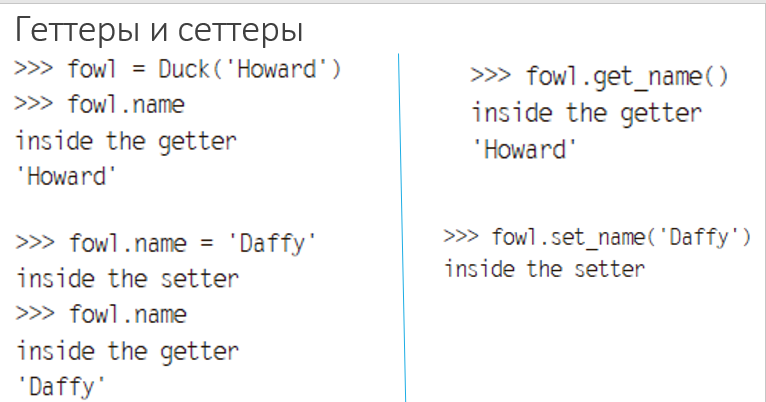 Геттеры и сеттеры
>>> fowl = Duck('Howard')
>>> fowl.name
inside the getter
'Howard'
>>> fowl.name = 'Daffy'
inside the setter
>>> fowl.name
inside the getter
'Daffy'
>>> fowl.get_name()
inside the getter
'Howard'
>>> fowl.set_name('Daffy')
inside the setter